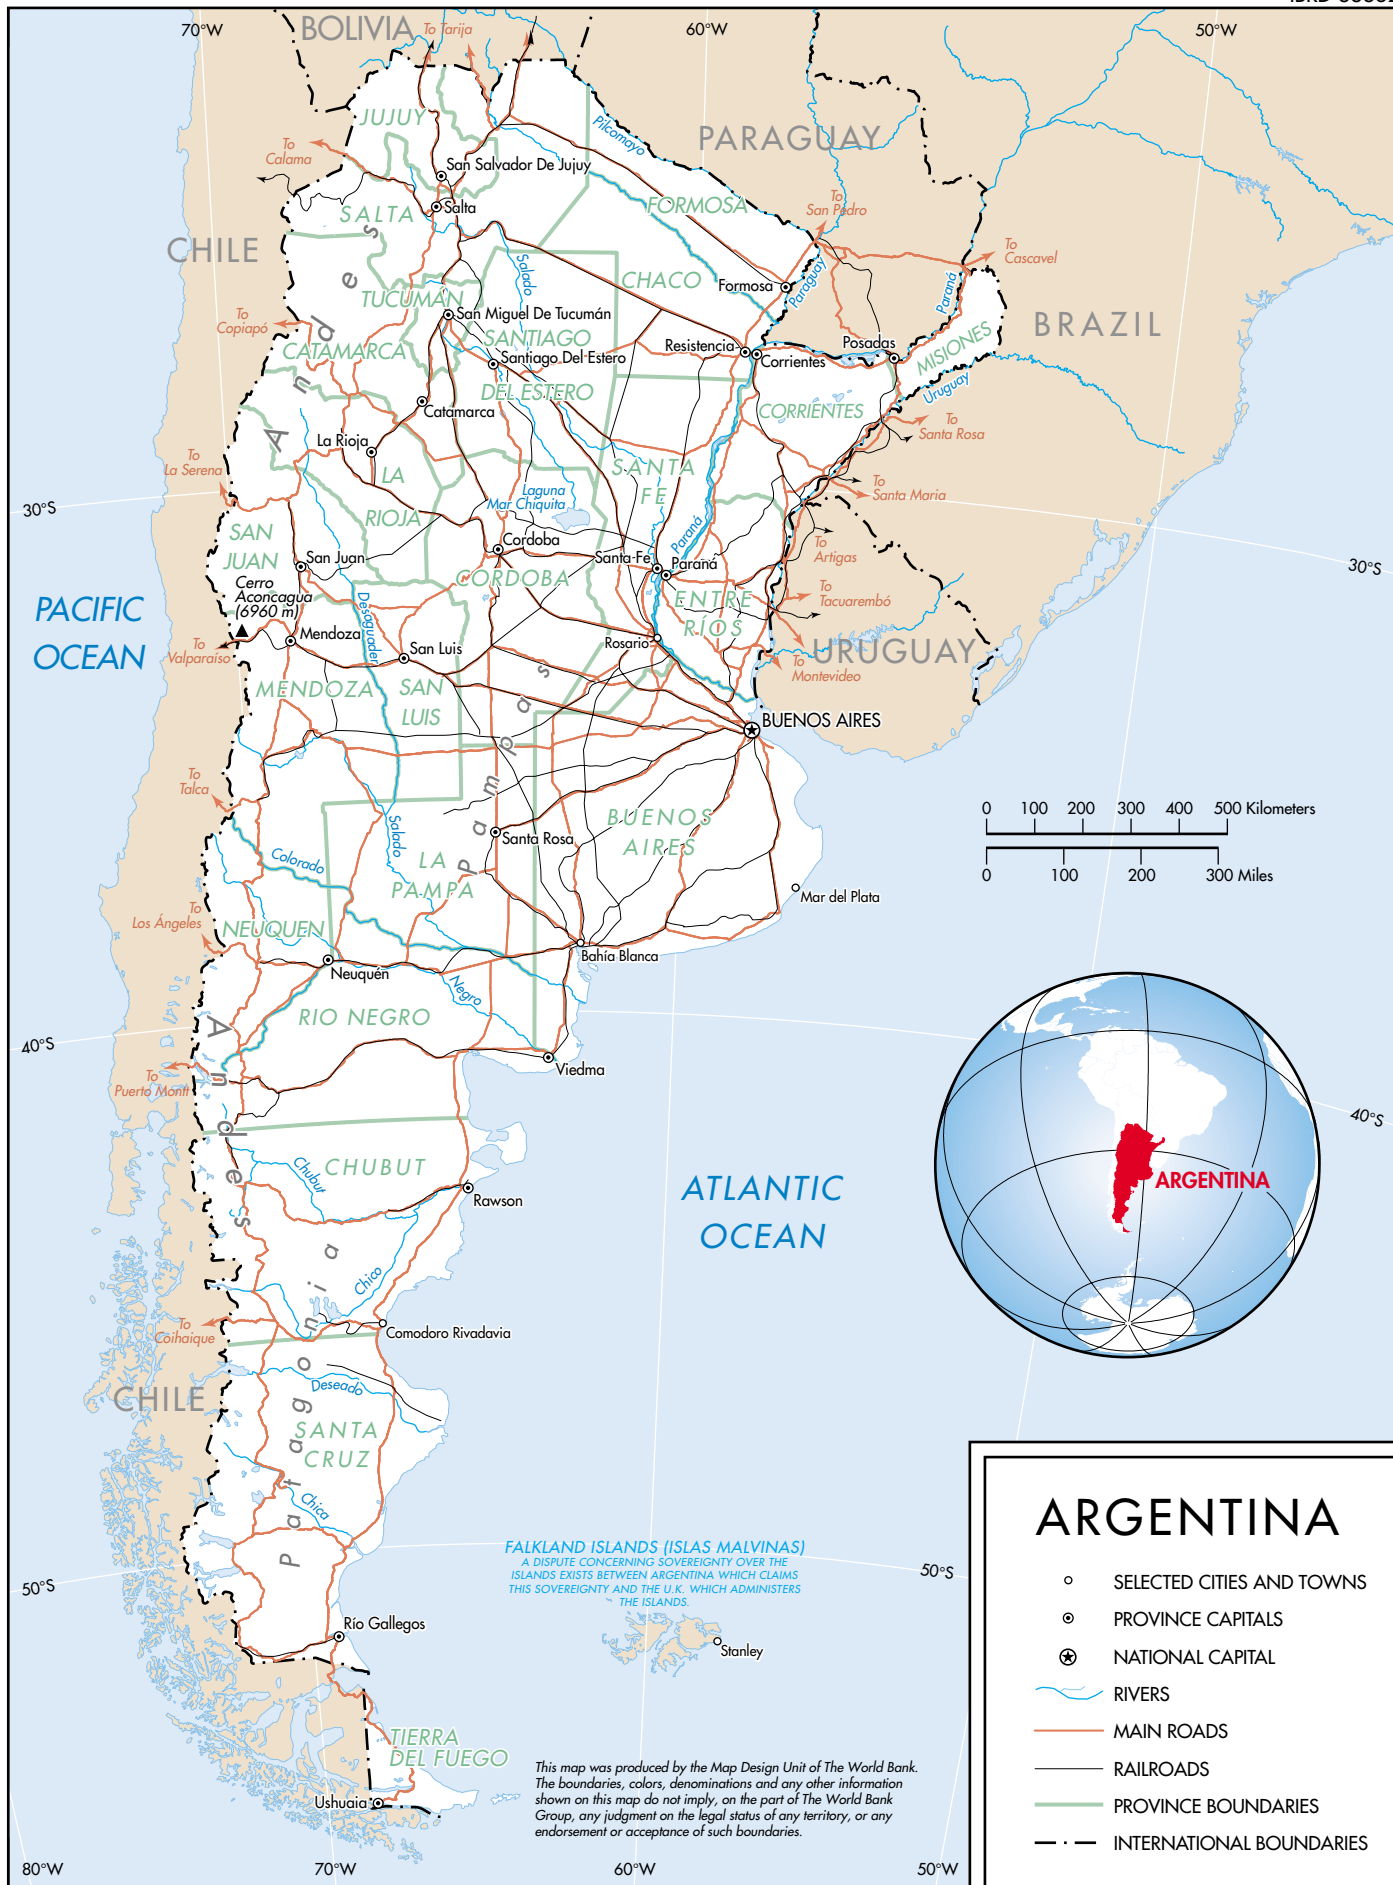 70°W
BOLIVIA
To Tarija
60°W
50°W
JUJUY
Pilcomayo
PARAGUAY
To
Calama
San Salvador De Jujuy
SALTA
Salta
FORMOSA
To
San Pedro
CHILE
To
Cascavel
Salado
CHACO
Formosa
Paraguay
Paraná
TUCUMÁN
San Miguel De Tucumán
To
Copiapó
CATAMARCA
SANTIAGO
DEL ESTERO
Santiago Del Estero
Resistencia
Corrientes
Posadas
MISIONES
BRAZIL
Uruguay
Catamarca
CORRIENTES
To
Santa Rosa
Andes
La Rioja
LA
RIOJA
To
La Serena
SANTA
FE
Laguna
Mar Chiquita
To
Santa Maria
30°S
SAN
JUAN
San Juan
Cordoba
CORDOBA
Santa-Fe
Paraná
Paraná
To
Artigas
30°S
Cerro
Aconcagua
(6960 m)
Desaguader
ENTRE
RÍOS
To
Tacuarembó
PACIFIC
OCEAN
To
Valparaíso
Mendoza
San Luis
Rosario
URUGUAY
To
Montevideo
MENDOZA
SAN
LUIS
Pampas
BUENOS AIRES
To
Talca
Salado
Santa Rosa
BUENOS
AIRES
0 100 200 300 400 500 Kilometers
0 100 200 300 Miles
Colorado
LA
PAMPA
Mar del Plata
To
Los Ángeles
NEUQUEN
Neuquén
Bahía Blanca
Negro
RIO NEGRO
40°S
To
Puerto Montt
Viedma
40°S
Andes
Chubut
CHUBUT
Rawson
ATLANTIC
OCEAN
ARGENTINA
Chico
To
Coihaique
Comodoro Rivadavia
CHILE
Deseado
Patagonia
SANTA
CRUZ
Chica
FALKLAND ISLANDS (ISLAS MALVINAS)
A DISPUTE CONCERNING SOVEREIGNTY OVER THE
ISLANDS EXISTS BETWEEN ARGENTINA WHICH CLAIMS
THIS SOVEREIGNTY AND THE U.K. WHICH ADMINISTERS
THE ISLANDS.
50°S
50°S
Río Gallegos
Stanley
TIERRA
DEL FUEGO
Ushuaia
This map was produced by the Map Design Unit of The World Bank.
The boundaries, colors, denominations and any other information
shown on this map do not imply, on the part of The World Bank
Group, any judgment on the legal status of any territory, or any
endorsement or acceptance of such boundaries.
80°W
70°W
60°W
50°W
ARGENTINA
SELECTED CITIES AND TOWNS
PROVINCE CAPITALS
NATIONAL CAPITAL
RIVERS
MAIN ROADS
RAILROADS
PROVINCE BOUNDARIES
INTERNATIONAL BOUNDARIES